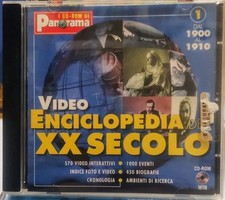 I CD-ROM DI
Panorama
1
DAL
1900
AL
1910
VIDEO
ENCICLOPEDIA
XX SECOLO
570 VIDEO INTERATTIVI • 7000 EVENTI
INDICE FOTO E VIDEO • 450 BIOGRAFIE
CRONOLOGIA • AMBIENTI DI RICERCA
CD-ROM